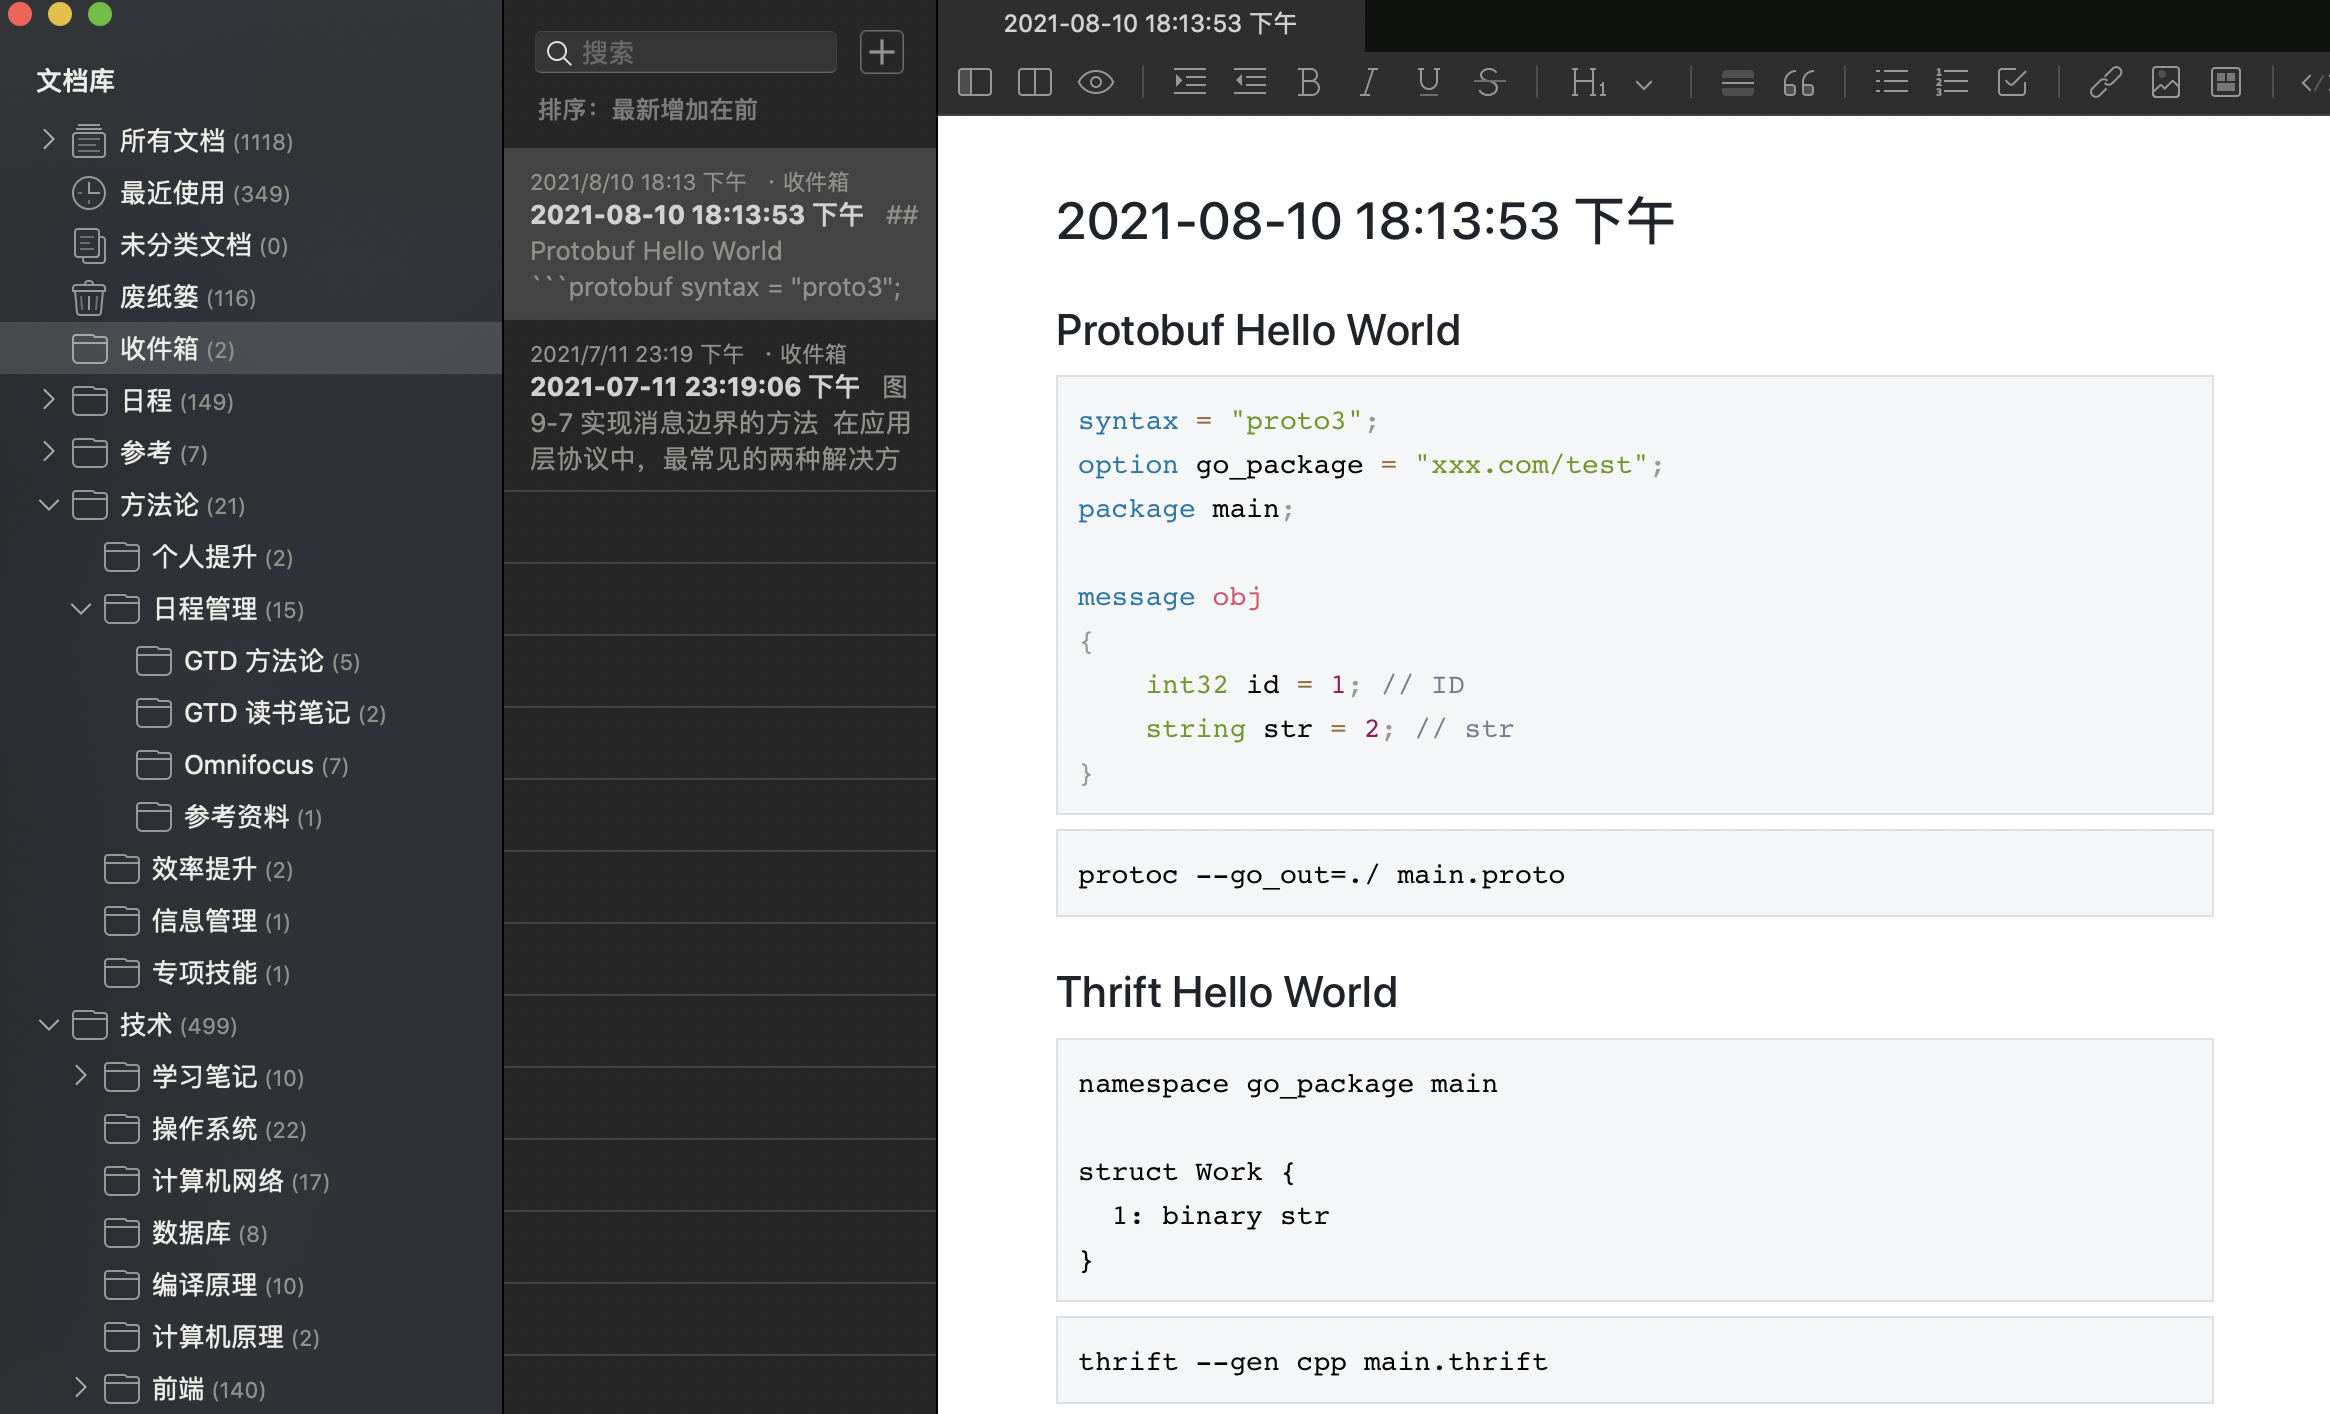 文档库
所有文档 (1118)
最近使用 (349)
未分类文档 (0)
废纸篓 (116)
收件箱 (2)
日程 (149)
参考 (7)
方法论 (21)
个人提升 (2)
日程管理 (15)
GTD 方法论 (5)
GTD 读书笔记 (2)
Omnifocus (7)
参考资料 (1)
效率提升 (2)
信息管理 (1)
专项技能 (1)
技术 (499)
学习笔记 (10)
操作系统 (22)
计算机网络 (17)
数据库 (8)
编译原理 (10)
计算机原理 (2)
前端 (140)
搜索
排序：最新增加在前
2021/8/10 18:13 下午 · 收件箱
2021-08-10 18:13:53 下午 ##
Protobuf Hello World
```protobuf syntax = "proto3";
2021/7/11 23:19 下午 · 收件箱
2021-07-11 23:19:06 下午 图
9-7 实现消息边界的方法 在应用
层协议中，最常见的两种解决方
2021-08-10 18:13:53 下午
B I U S H1
2021-08-10 18:13:53 下午
Protobuf Hello World
syntax = "proto3";
option go_package = "xxx.com/test";
package main;
message obj
{
    int32 id = 1; // ID
    string str = 2; // str
}
protoc --go_out=./ main.proto
Thrift Hello World
namespace go_package main
struct Work {
  1: binary str
}
thrift --gen cpp main.thrift